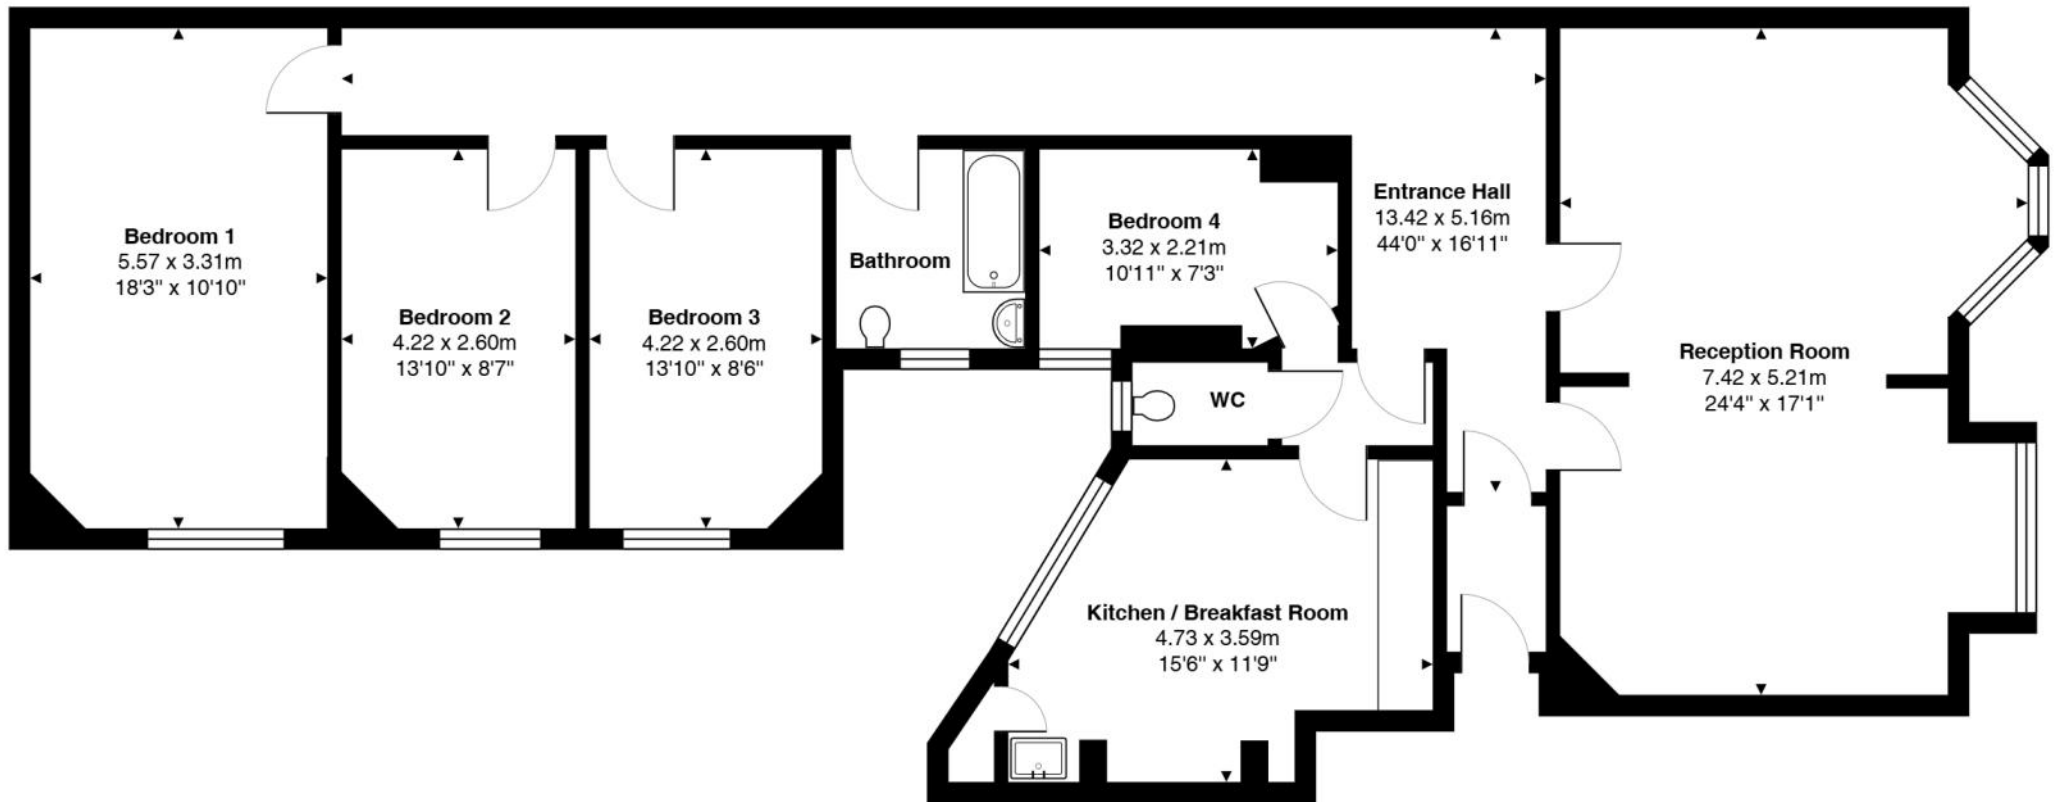 Bedroom 1
5.57 x 3.31m
18'3" x 10'10"
Bedroom 2
4.22 x 2.60m
13'10" x 8'7"
Bedroom 3
4.22 x 2.60m
13'10" x 8'6"
Bathroom
Bedroom 4
3.32 x 2.21m
10'11" x 7'3"
Entrance Hall
13.42 x 5.16m
44'0" x 16'11"
WC
Reception Room
7.42 x 5.21m
24'4" x 17'1"
Kitchen / Breakfast Room
4.73 x 3.59m
15'6" x 11'9"